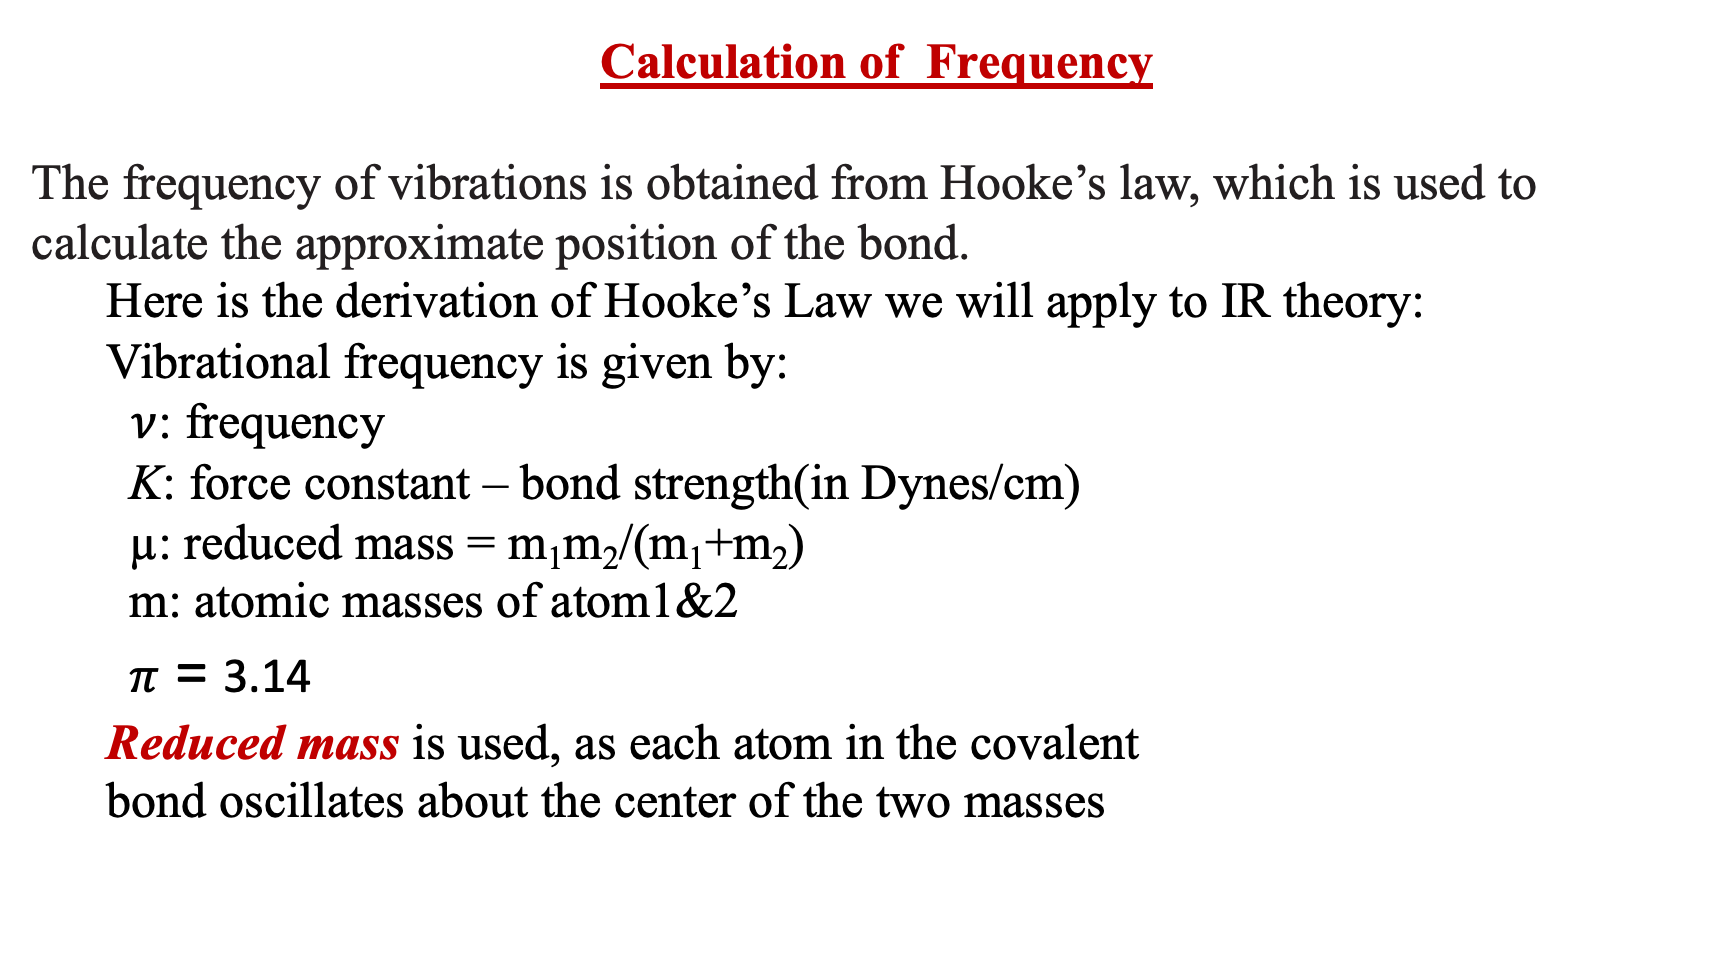 Calculation of  Frequency
The frequency of vibrations is obtained from Hooke’s law, which is used to
calculate the approximate position of the bond.
Here is the derivation of Hooke’s Law we will apply to IR theory:
Vibrational frequency is given by:
ν: frequency
K: force constant – bond strength(in Dynes/cm)
μ: reduced mass = m₁m₂/(m₁+m₂)
m: atomic masses of atom1&2
π = 3.14
Reduced mass is used, as each atom in the covalent
bond oscillates about the center of the two masses